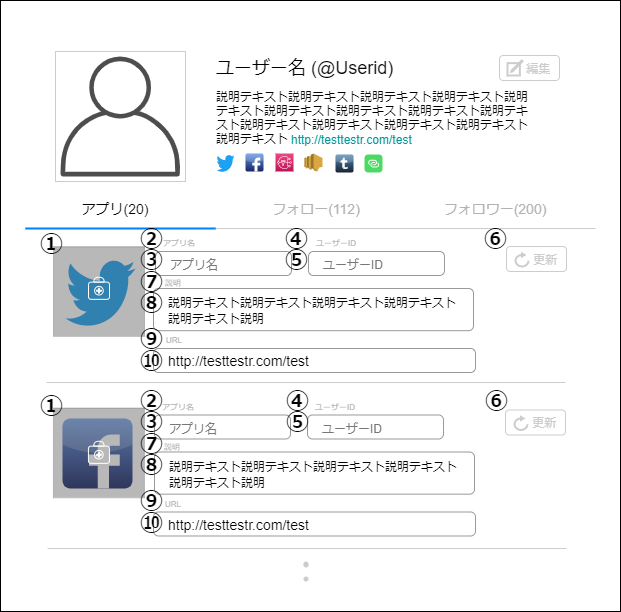 ユーザー名 (@Userid)
編集
説明テキスト説明テキスト説明テキスト説明テキスト説明
テキスト説明テキスト説明テキスト説明テキスト説明テキ
スト説明テキスト説明テキスト説明テキスト説明テキスト
説明テキスト http://testtestr.com/test
アプリ(20) フォロー(112) フォロワー(200)
① ② アプリ名 ④ ユーザーID ⑥
③ アプリ名 ⑤ ユーザーID 更新
⑦ 説明
⑧ 説明テキスト説明テキスト説明テキスト説明テキスト
説明テキスト説明
⑨ URL
⑩ http://testtestr.com/test
① ② アプリ名 ④ ユーザーID ⑥
③ アプリ名 ⑤ ユーザーID 更新
⑦ 説明
⑧ 説明テキスト説明テキスト説明テキスト説明テキスト
説明テキスト説明
⑨ URL
⑩ http://testtestr.com/test